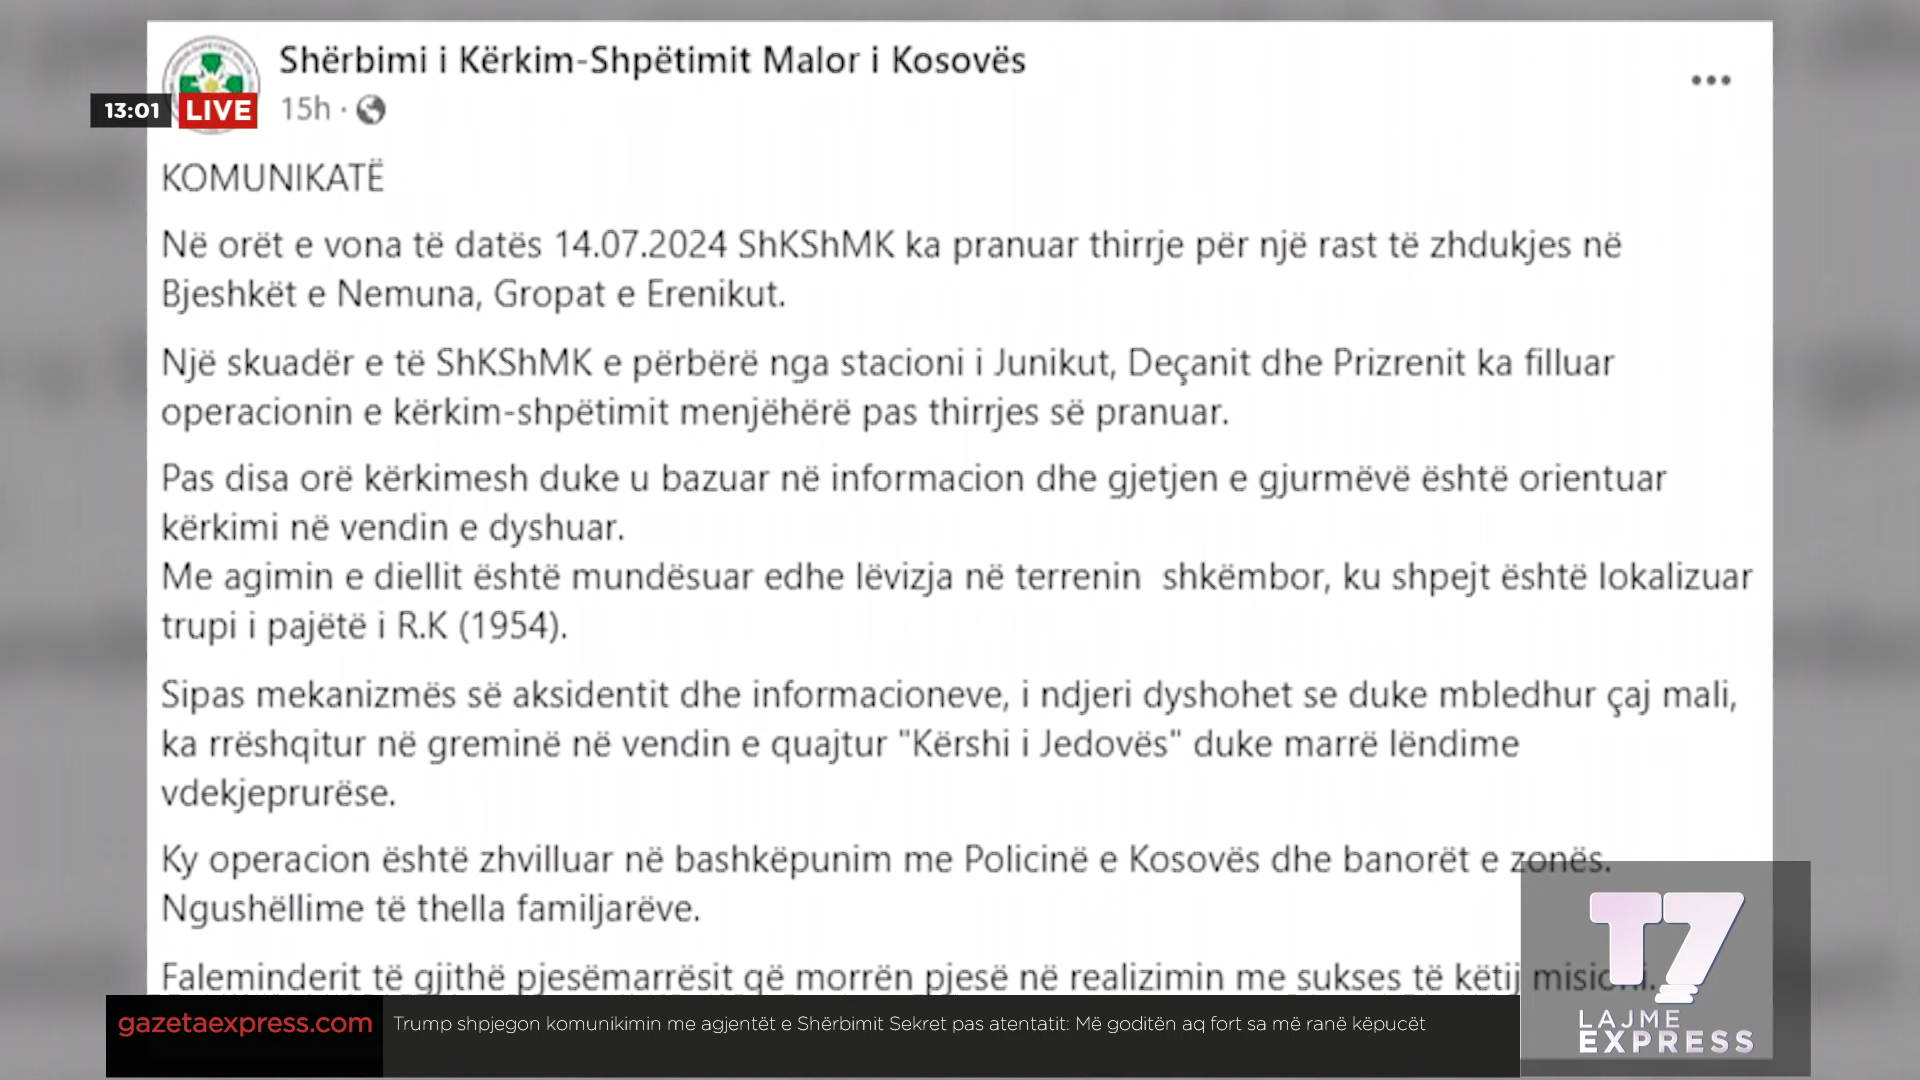 Shërbimi i Kërkim-Shpëtimit Malor i Kosovës
13:01 LIVE 15h ·
KOMUNIKATË
Në orët e vona të datës 14.07.2024 ShKShMK ka pranuar thirrje për një rast të zhdukjes në
Bjeshkët e Nemuna, Gropat e Erenikut.
Një skuadër e të ShKShMK e përbërë nga stacioni i Junikut, Deçanit dhe Prizrenit ka filluar
operacionin e kërkim-shpëtimit menjëhërë pas thirrjes së pranuar.
Pas disa orë kërkimesh duke u bazuar në informacion dhe gjetjen e gjurmëvë është orientuar
kërkimi në vendin e dyshuar.
Me agimin e diellit është mundësuar edhe lëvizja në terrenin shkëmbor, ku shpejt është lokalizuar
trupi i pajëtë i R.K (1954).
Sipas mekanizmës së aksidentit dhe informacioneve, i ndjeri dyshohet se duke mbledhur çaj mali,
ka rrëshqitur në greminë në vendin e quajtur "Kërshi i Jedovës" duke marrë lëndime
vdekjeprurëse.
Ky operacion është zhvilluar në bashkëpunim me Policinë e Kosovës dhe banorët e zonës.
Ngushëllime të thella familjarëve.
Faleminderit të gjithë pjesëmarrësit që morrën pjesë në realizimin me sukses të këtij misioni.
gazetaexpress.com Trump shpjegon komunikimin me agjentët e Shërbimit Sekret pas atentatit: Më goditën aq fort sa më ranë këpucët
T7
LAJME
EXPRESS